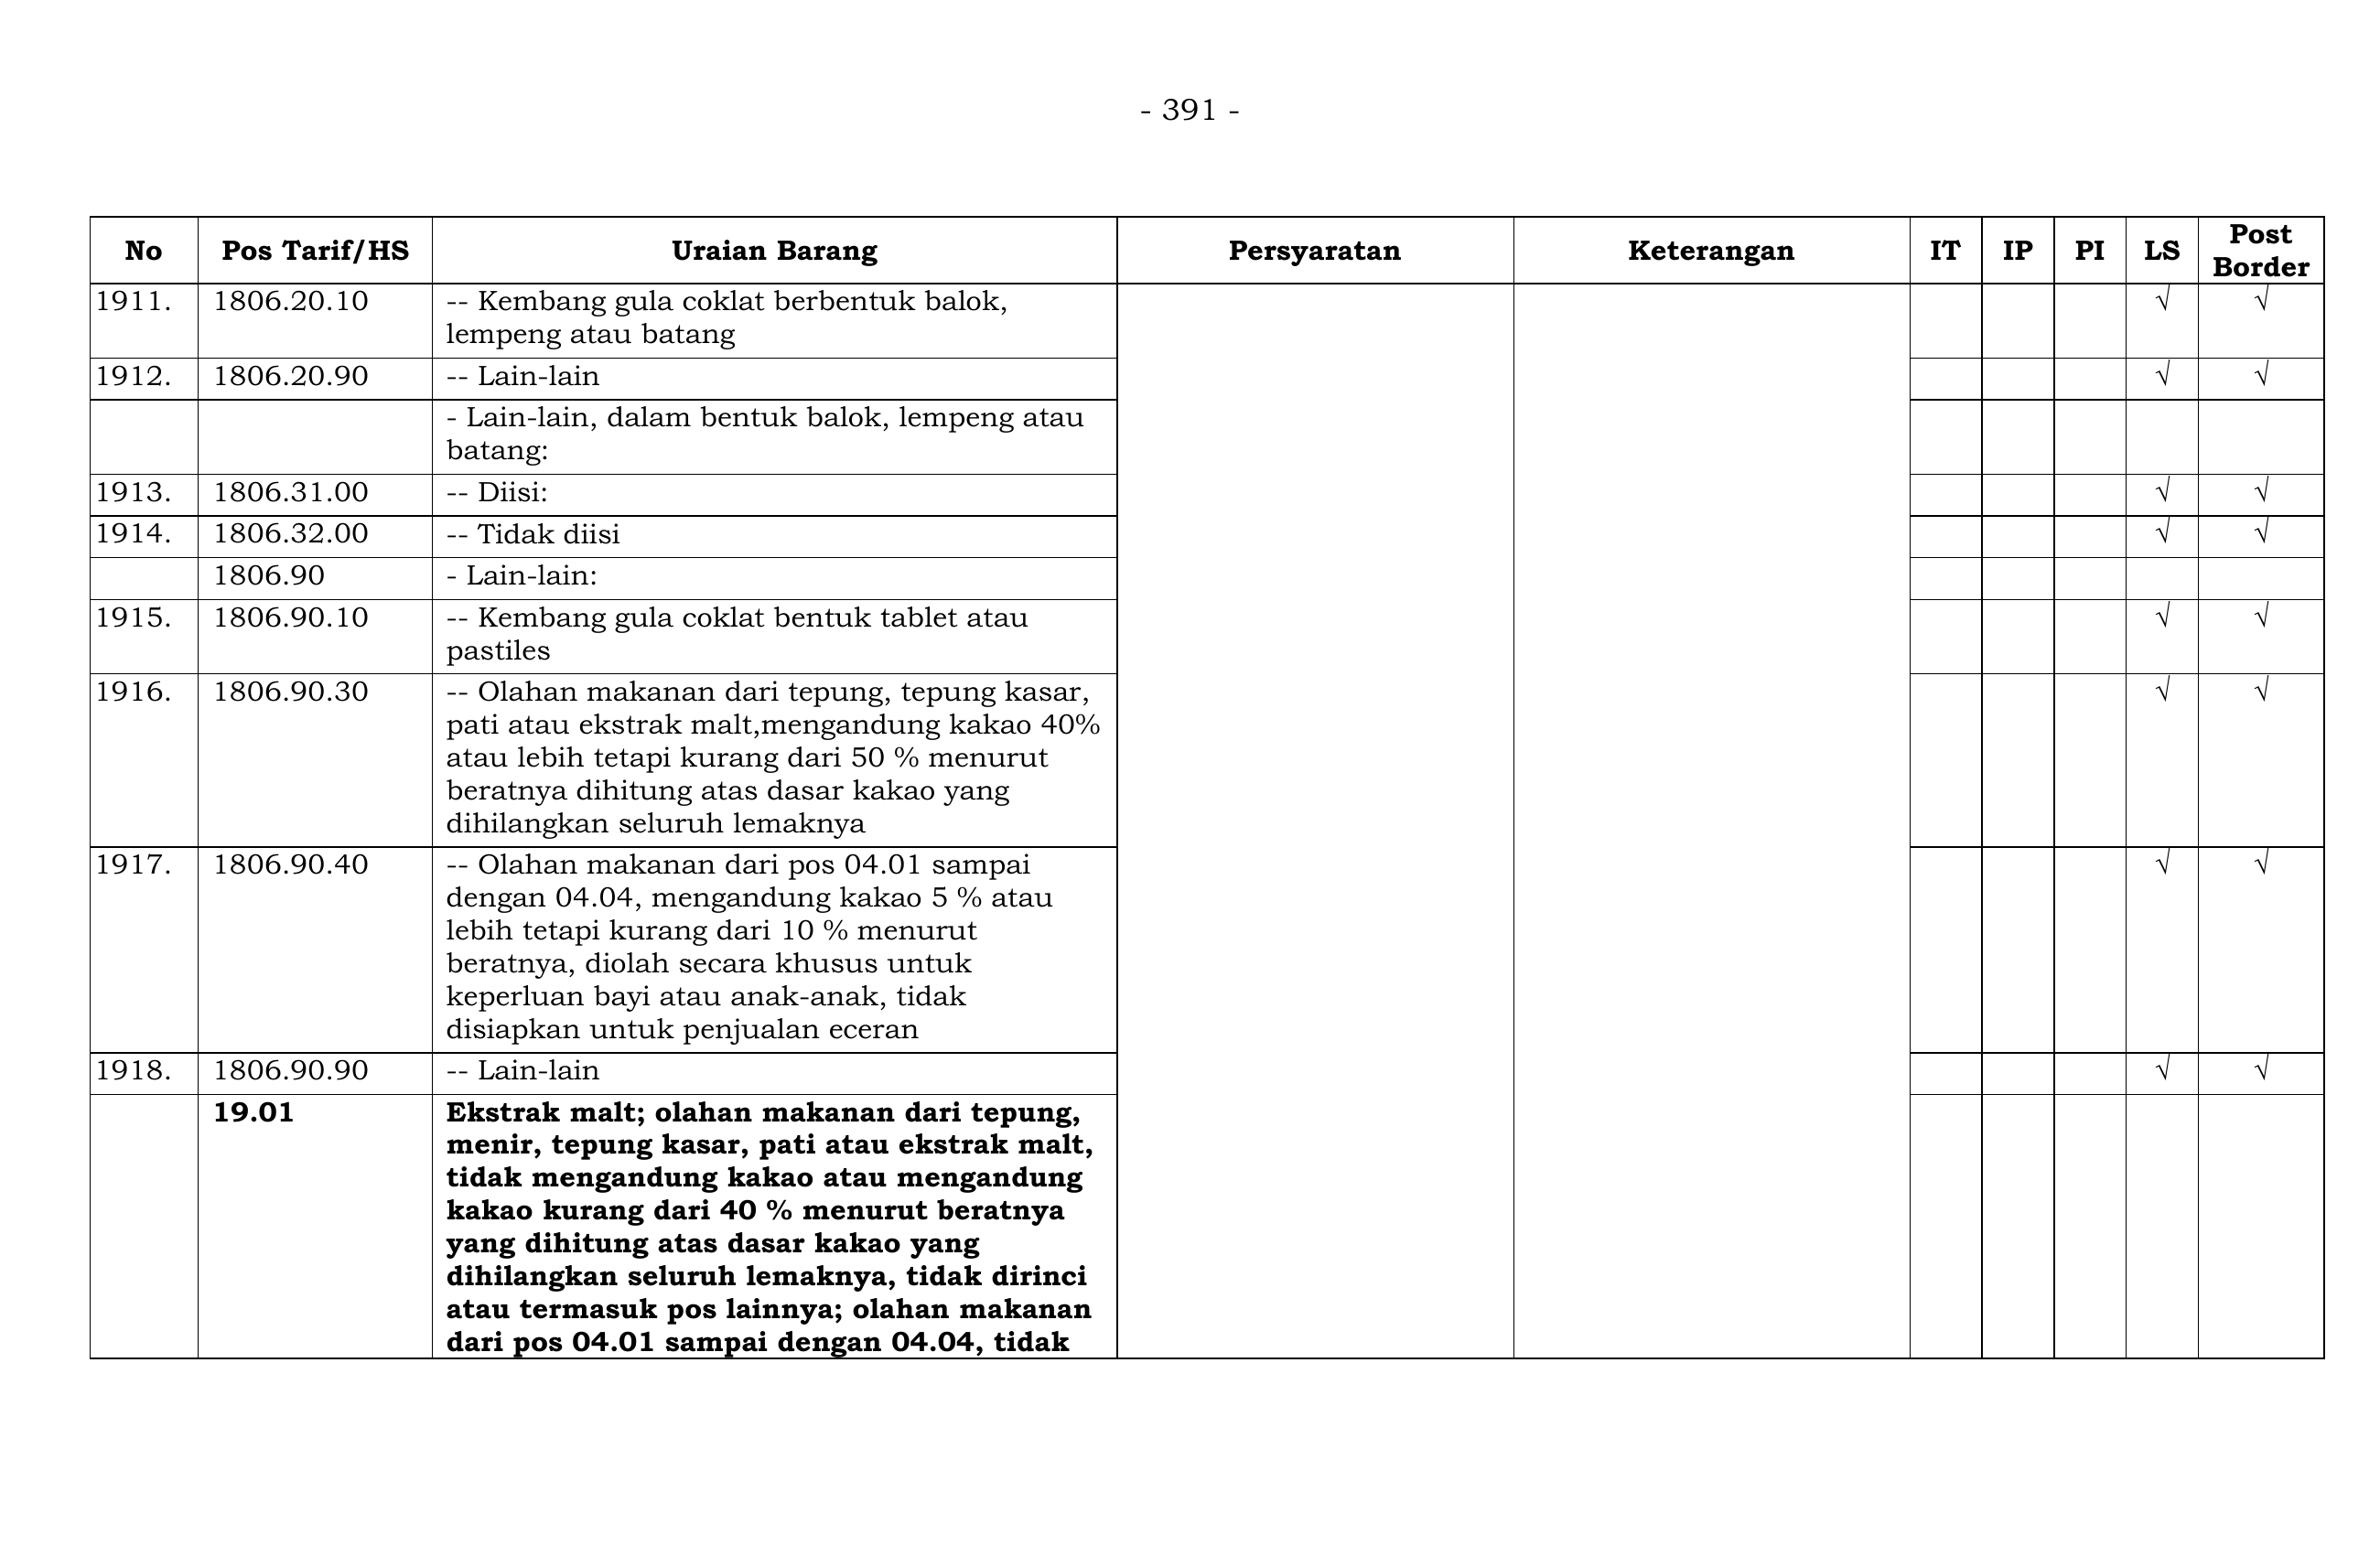 - 391 -
No Pos Tarif/HS Uraian Barang Persyaratan Keterangan IT IP PI LS Post Border
1911. 1806.20.10 -- Kembang gula coklat berbentuk balok, √ √
lempeng atau batang
1912. 1806.20.90 -- Lain-lain √ √
- Lain-lain, dalam bentuk balok, lempeng atau
batang:
1913. 1806.31.00 -- Diisi: √ √
1914. 1806.32.00 -- Tidak diisi √ √
1806.90 - Lain-lain:
1915. 1806.90.10 -- Kembang gula coklat bentuk tablet atau √ √
pastiles
1916. 1806.90.30 -- Olahan makanan dari tepung, tepung kasar, √ √
pati atau ekstrak malt,mengandung kakao 40%
atau lebih tetapi kurang dari 50 % menurut
beratnya dihitung atas dasar kakao yang
dihilangkan seluruh lemaknya
1917. 1806.90.40 -- Olahan makanan dari pos 04.01 sampai √ √
dengan 04.04, mengandung kakao 5 % atau
lebih tetapi kurang dari 10 % menurut
beratnya, diolah secara khusus untuk
keperluan bayi atau anak-anak, tidak
disiapkan untuk penjualan eceran
1918. 1806.90.90 -- Lain-lain √ √
19.01 Ekstrak malt; olahan makanan dari tepung,
menir, tepung kasar, pati atau ekstrak malt,
tidak mengandung kakao atau mengandung
kakao kurang dari 40 % menurut beratnya
yang dihitung atas dasar kakao yang
dihilangkan seluruh lemaknya, tidak dirinci
atau termasuk pos lainnya; olahan makanan
dari pos 04.01 sampai dengan 04.04, tidak